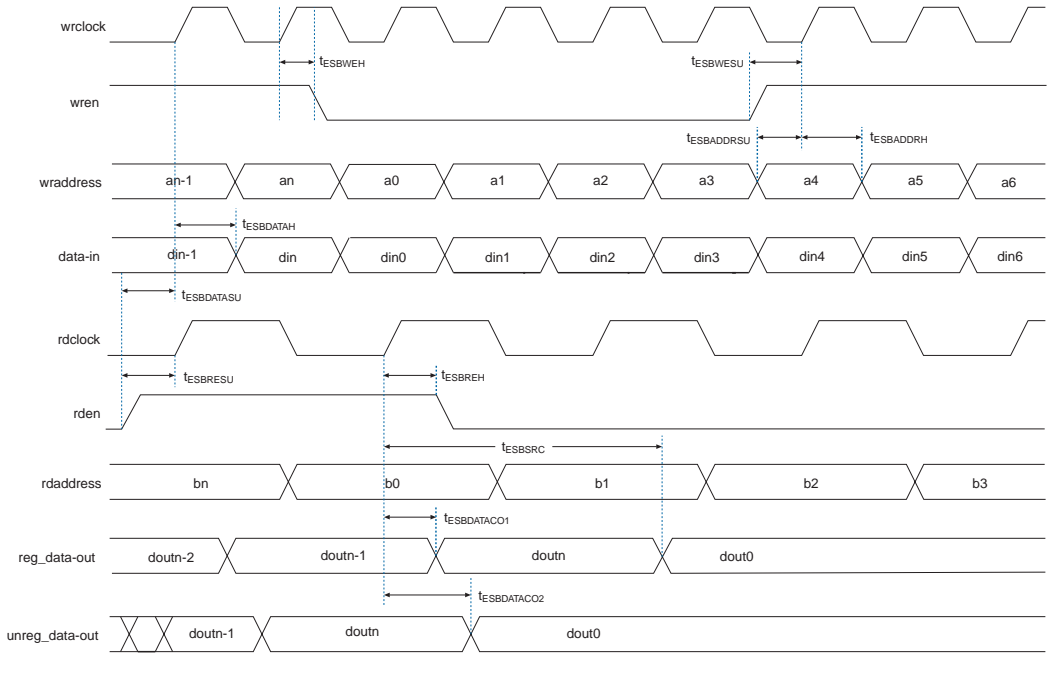 wrclock
tESBWEH
tESBWESU
wren
tESBADDRSU
tESBADDRH
wraddress an-1 an a0 a1 a2 a3 a4 a5 a6
tESBDATAH
data-in din-1 din din0 din1 din2 din3 din4 din5 din6
tESBDATASU
rdclock
tESBRESU
tESBREH
rden
tESBSRC
rdaddress bn b0 b1 b2 b3
tESBDATACO1
reg_data-out doutn-2 doutn-1 doutn dout0
tESBDATACO2
unreg_data-out doutn-1 doutn dout0